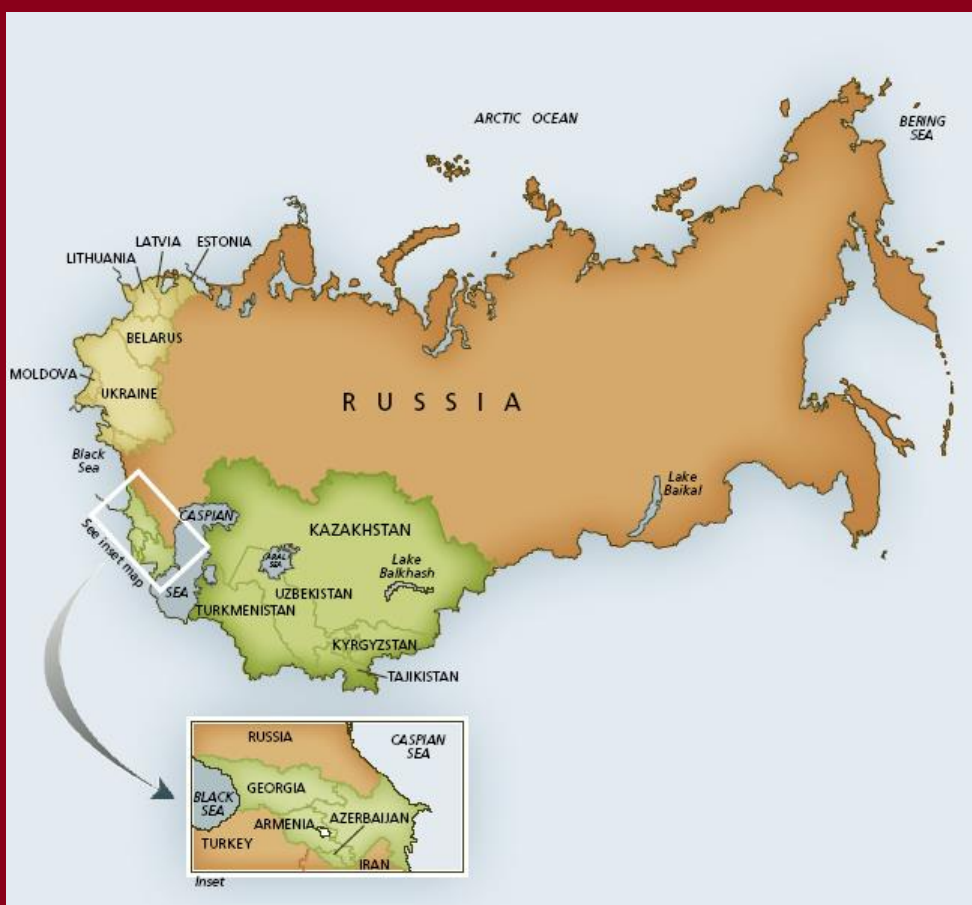 ARCTIC OCEAN
BERING
SEA
LATVIA
ESTONIA
LITHUANIA
BELARUS
MOLDOVA
UKRAINE
RUSSIA
Black
Sea
Lake
Baikal
CASPIAN
SEA
KAZAKHSTAN
See inset map
ARAL
SEA
Lake
Balkhash
UZBEKISTAN
TURKMENISTAN
KYRGYZSTAN
TAJIKISTAN
RUSSIA
CASPIAN
SEA
GEORGIA
BLACK
SEA
ARMENIA
AZERBAIJAN
TURKEY
IRAN
Inset